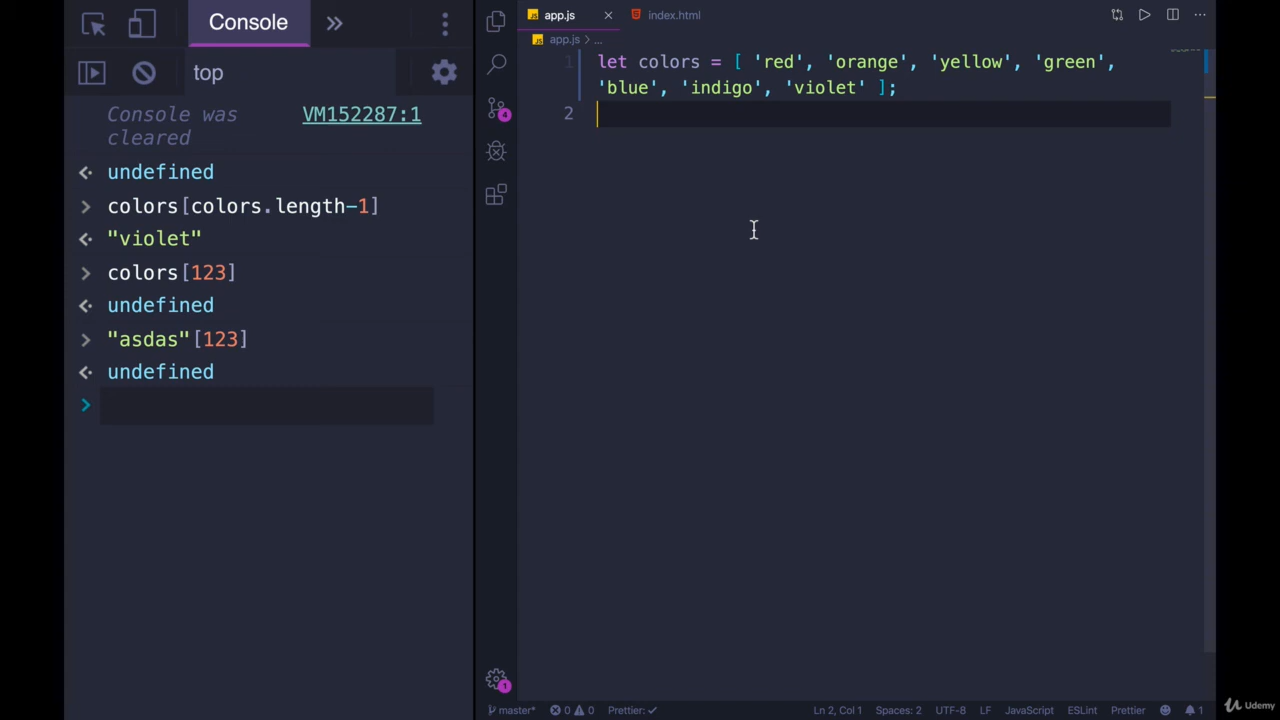 Console
top
Console was
cleared
VM152287:1
undefined
colors[colors.length-1]
"violet"
colors[123]
undefined
"asdas"[123]
undefined
app.js
index.html
app.js > ...
1 let colors = [ 'red', 'orange', 'yellow', 'green',
'blue', 'indigo', 'violet' ];
2
4
1
master*
0
0
Prettier: ✓
Ln 2, Col 1
Spaces: 2
UTF-8
LF
JavaScript
ESLint
Prettier
1
Udemy